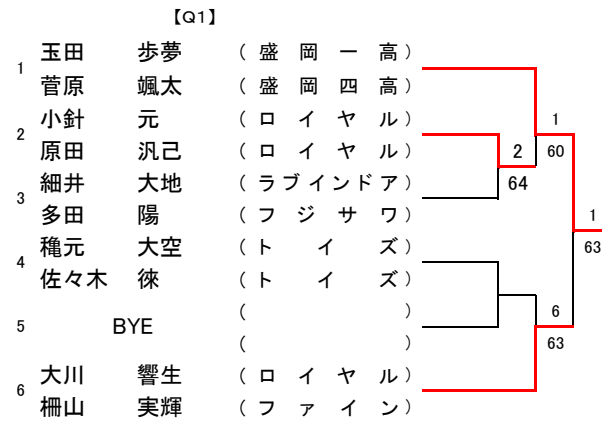 【Q1】
1
玉田 歩夢 ( 盛 岡 一 高 )
菅原 颯太 ( 盛 岡 四 高 )
2
小針 元 ( ロ イ ヤ ル )
原田 汎己 ( ロ イ ヤ ル )
3
細井 大地 ( ラ ブ イ ン ド ア )
多田 陽 ( フ ジ サ ワ )
4
穐元 大空 ( ト イ ズ )
佐々木 徠 ( ト イ ズ )
5
BYE
( )
( )
6
大川 響生 ( ロ イ ヤ ル )
柵山 実輝 ( フ ァ イ ン )
2
64
1
60
6
63
1
63